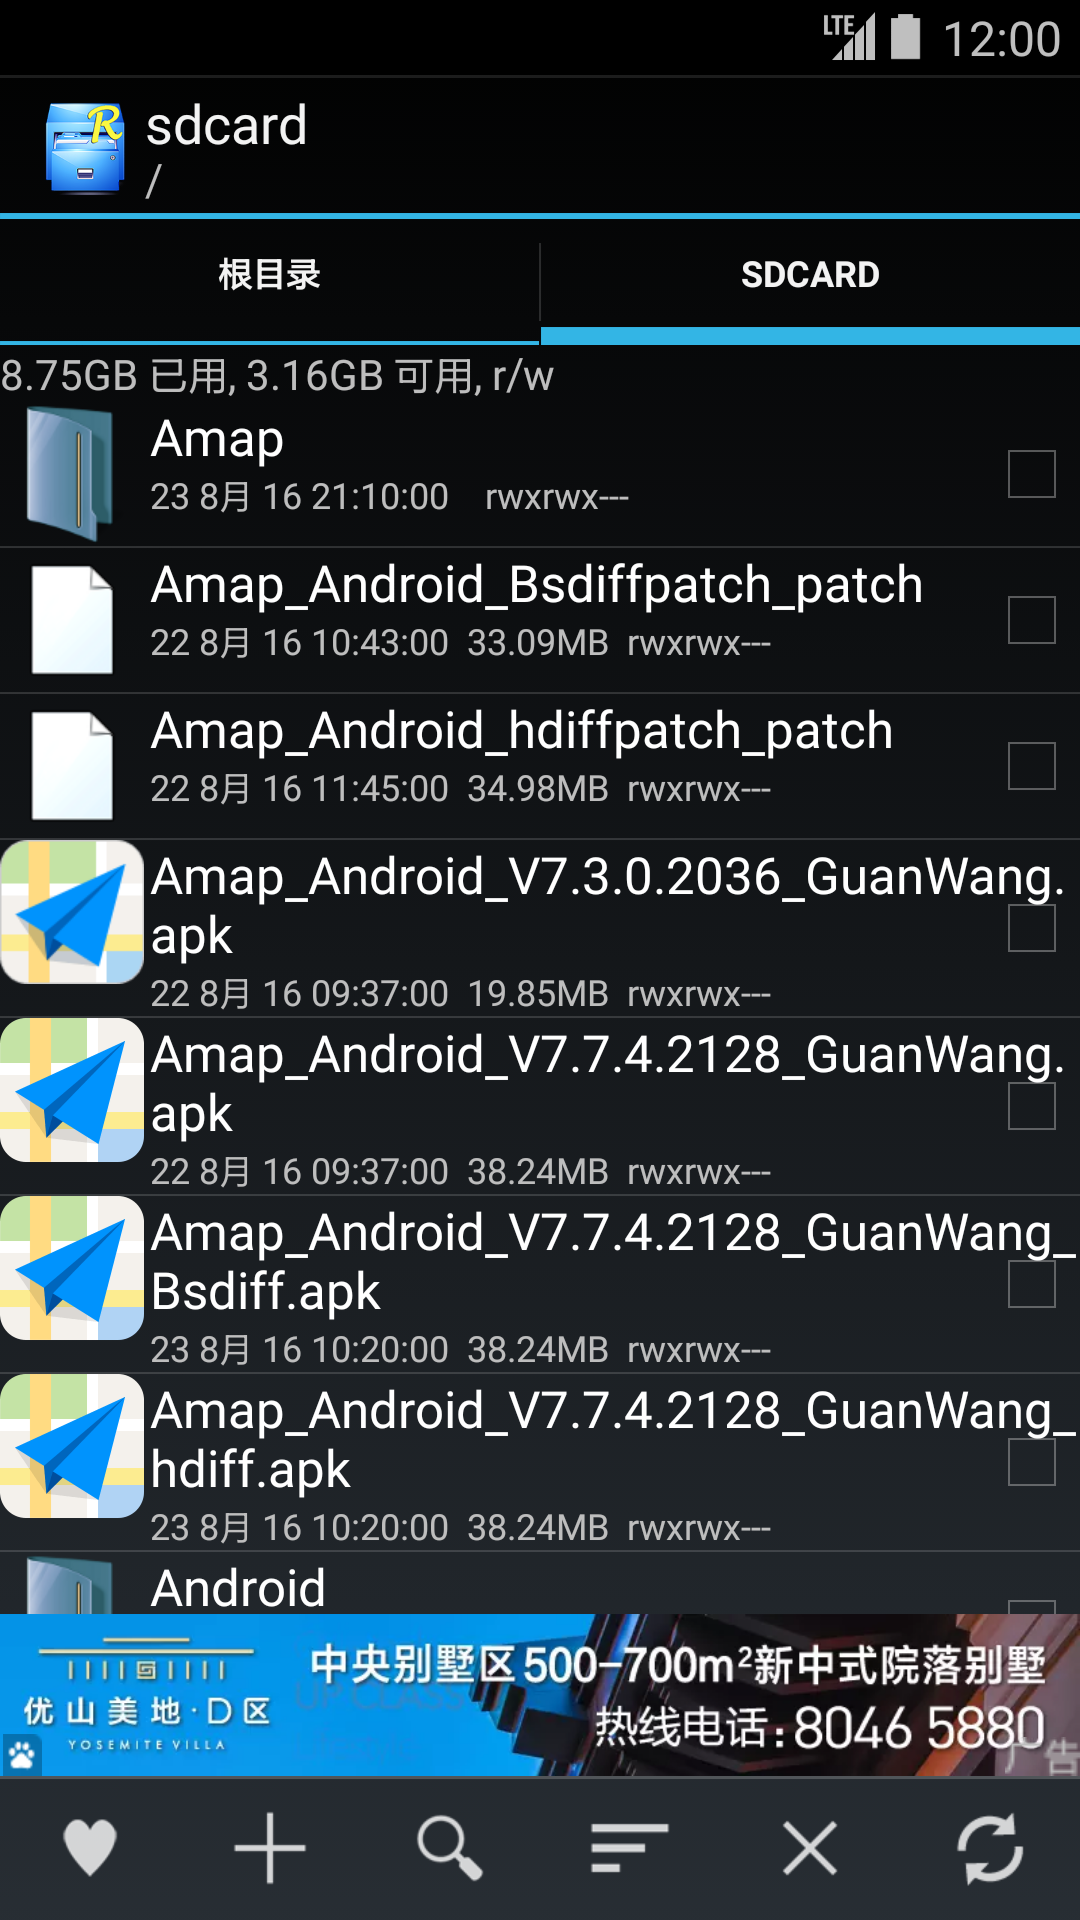 LTE 12:00
sdcard
/
根目录
SDCARD
8.75GB 已用, 3.16GB 可用, r/w
Amap
23 8月 16 21:10:00 rwxrwx---
Amap_Android_Bsdiffpatch_patch
22 8月 16 10:43:00 33.09MB rwxrwx---
Amap_Android_hdiffpatch_patch
22 8月 16 11:45:00 34.98MB rwxrwx---
Amap_Android_V7.3.0.2036_GuanWang.
apk
22 8月 16 09:37:00 19.85MB rwxrwx---
Amap_Android_V7.7.4.2128_GuanWang.
apk
22 8月 16 09:37:00 38.24MB rwxrwx---
Amap_Android_V7.7.4.2128_GuanWang_
Bsdiff.apk
23 8月 16 10:20:00 38.24MB rwxrwx---
Amap_Android_V7.7.4.2128_GuanWang_
hdiff.apk
23 8月 16 10:20:00 38.24MB rwxrwx---
Android
优山美地·D区
YOSEMITE VILLA
中央别墅区500-700m²新中式院落别墅
热线电话:8046 5880
广告